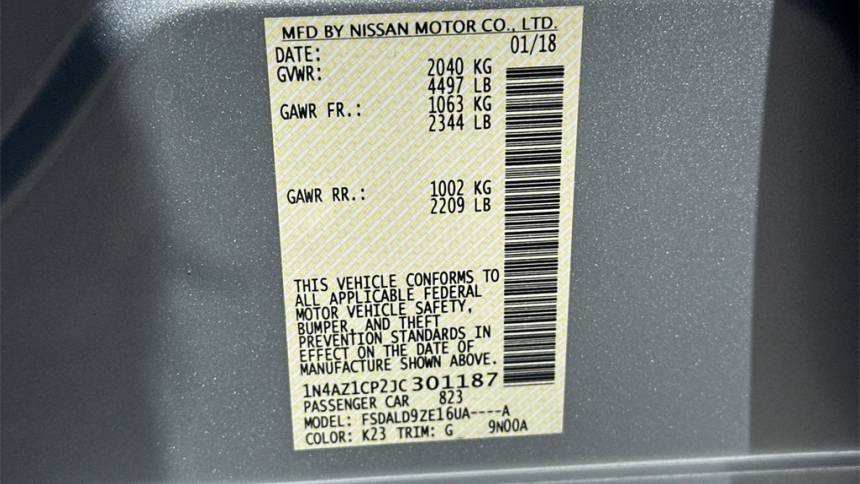 MFD BY NISSAN MOTOR CO., LTD.
DATE: 01/18
GVWR: 2040 KG
4497 LB
GAWR FR.: 1063 KG
2344 LB
GAWR RR.: 1002 KG
2209 LB
THIS VEHICLE CONFORMS TO
ALL APPLICABLE FEDERAL
MOTOR VEHICLE SAFETY,
BUMPER, AND THEFT
PREVENTION STANDARDS IN
EFFECT ON THE DATE OF
MANUFACTURE SHOWN ABOVE.
1N4AZ1CP2JC301187
PASSENGER CAR 823
MODEL: FSDALD9ZE16UA----A
COLOR: K23 TRIM: G 9N00A